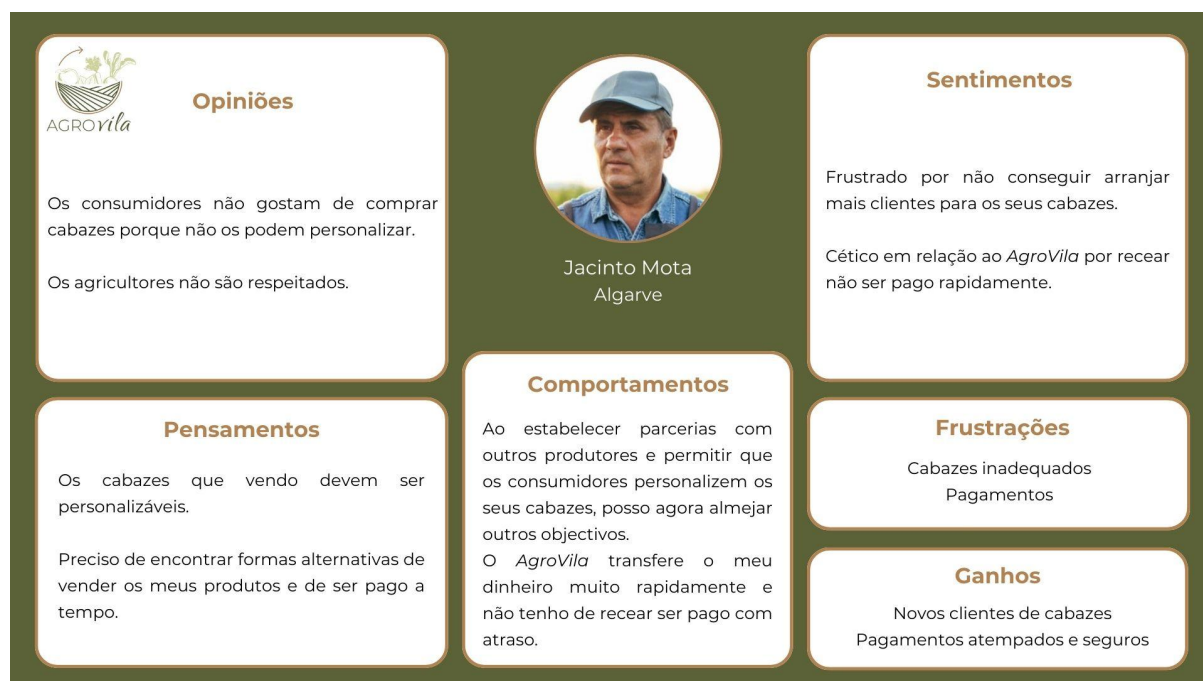 AGROvila
Opiniões
Os consumidores não gostam de comprar
cabazes porque não os podem personalizar.
Os agricultores não são respeitados.
Jacinto Mota
Algarve
Sentimentos
Frustrado por não conseguir arranjar
mais clientes para os seus cabazes.
Cético em relação ao AgroVila por recear
não ser pago rapidamente.
Pensamentos
Os cabazes que vendo devem ser
personalizáveis.
Preciso de encontrar formas alternativas de
vender os meus produtos e de ser pago a
tempo.
Comportamentos
Ao estabelecer parcerias com
outros produtores e permitir que
os consumidores personalizem os
seus cabazes, posso agora almejar
outros objectivos.
O AgroVila transfere o meu
dinheiro muito rapidamente e
não tenho de recear ser pago com
atraso.
Frustrações
Cabazes inadequados
Pagamentos
Ganhos
Novos clientes de cabazes
Pagamentos atempados e seguros